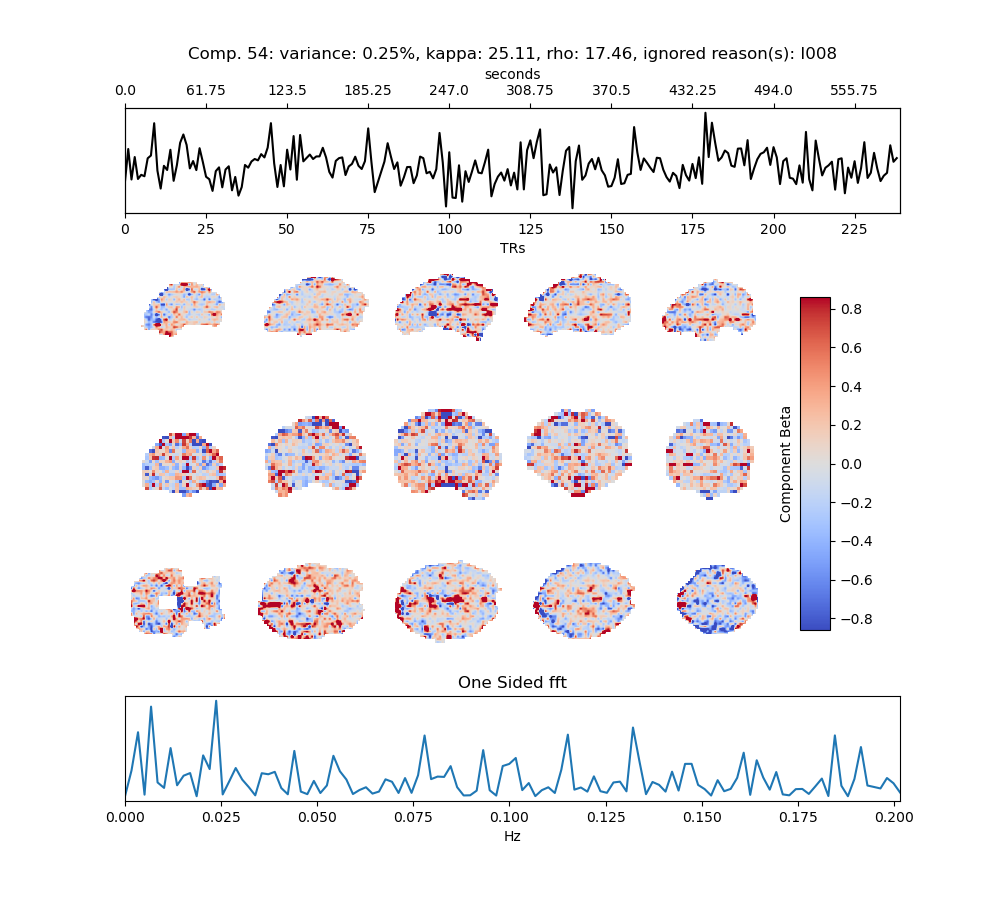 Comp. 54: variance: 0.25%, kappa: 25.11, rho: 17.46, ignored reason(s): I008
seconds
0.0 61.75 123.5 185.25 247.0 308.75 370.5 432.25 494.0 555.75
0 25 50 75 100 125 150 175 200 225
TRs
0.8
0.6
0.4
0.2
0.0
−0.2
−0.4
−0.6
−0.8
Component Beta
One Sided fft
0.000 0.025 0.050 0.075 0.100 0.125 0.150 0.175 0.200
Hz